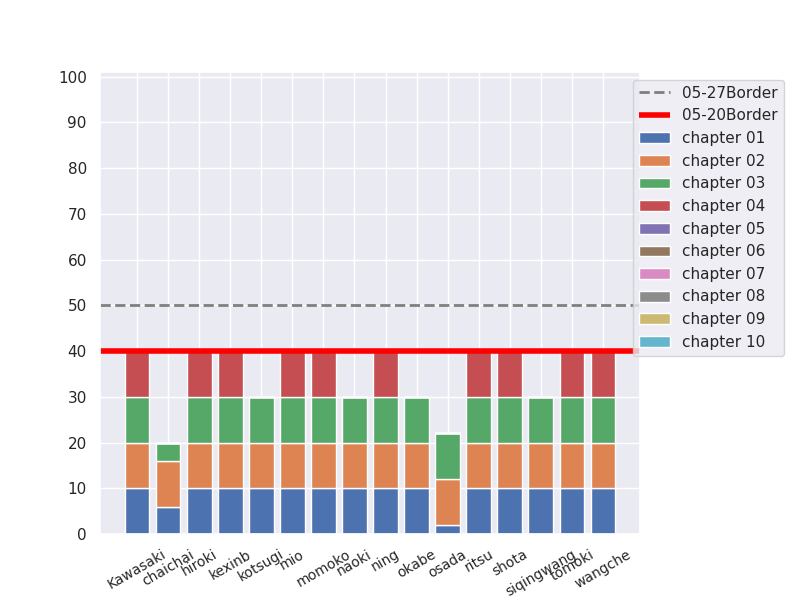 100
90
80
70
60
50
40
30
20
10
0
05-27Border
05-20Border
chapter 01
chapter 02
chapter 03
chapter 04
chapter 05
chapter 06
chapter 07
chapter 08
chapter 09
chapter 10
Kawasaki
chaichai
hiroki
kexinb
kotsugi
mio
momoko
naoki
ning
okabe
osada
ritsu
shota
siqingwang
tomoki
wangche